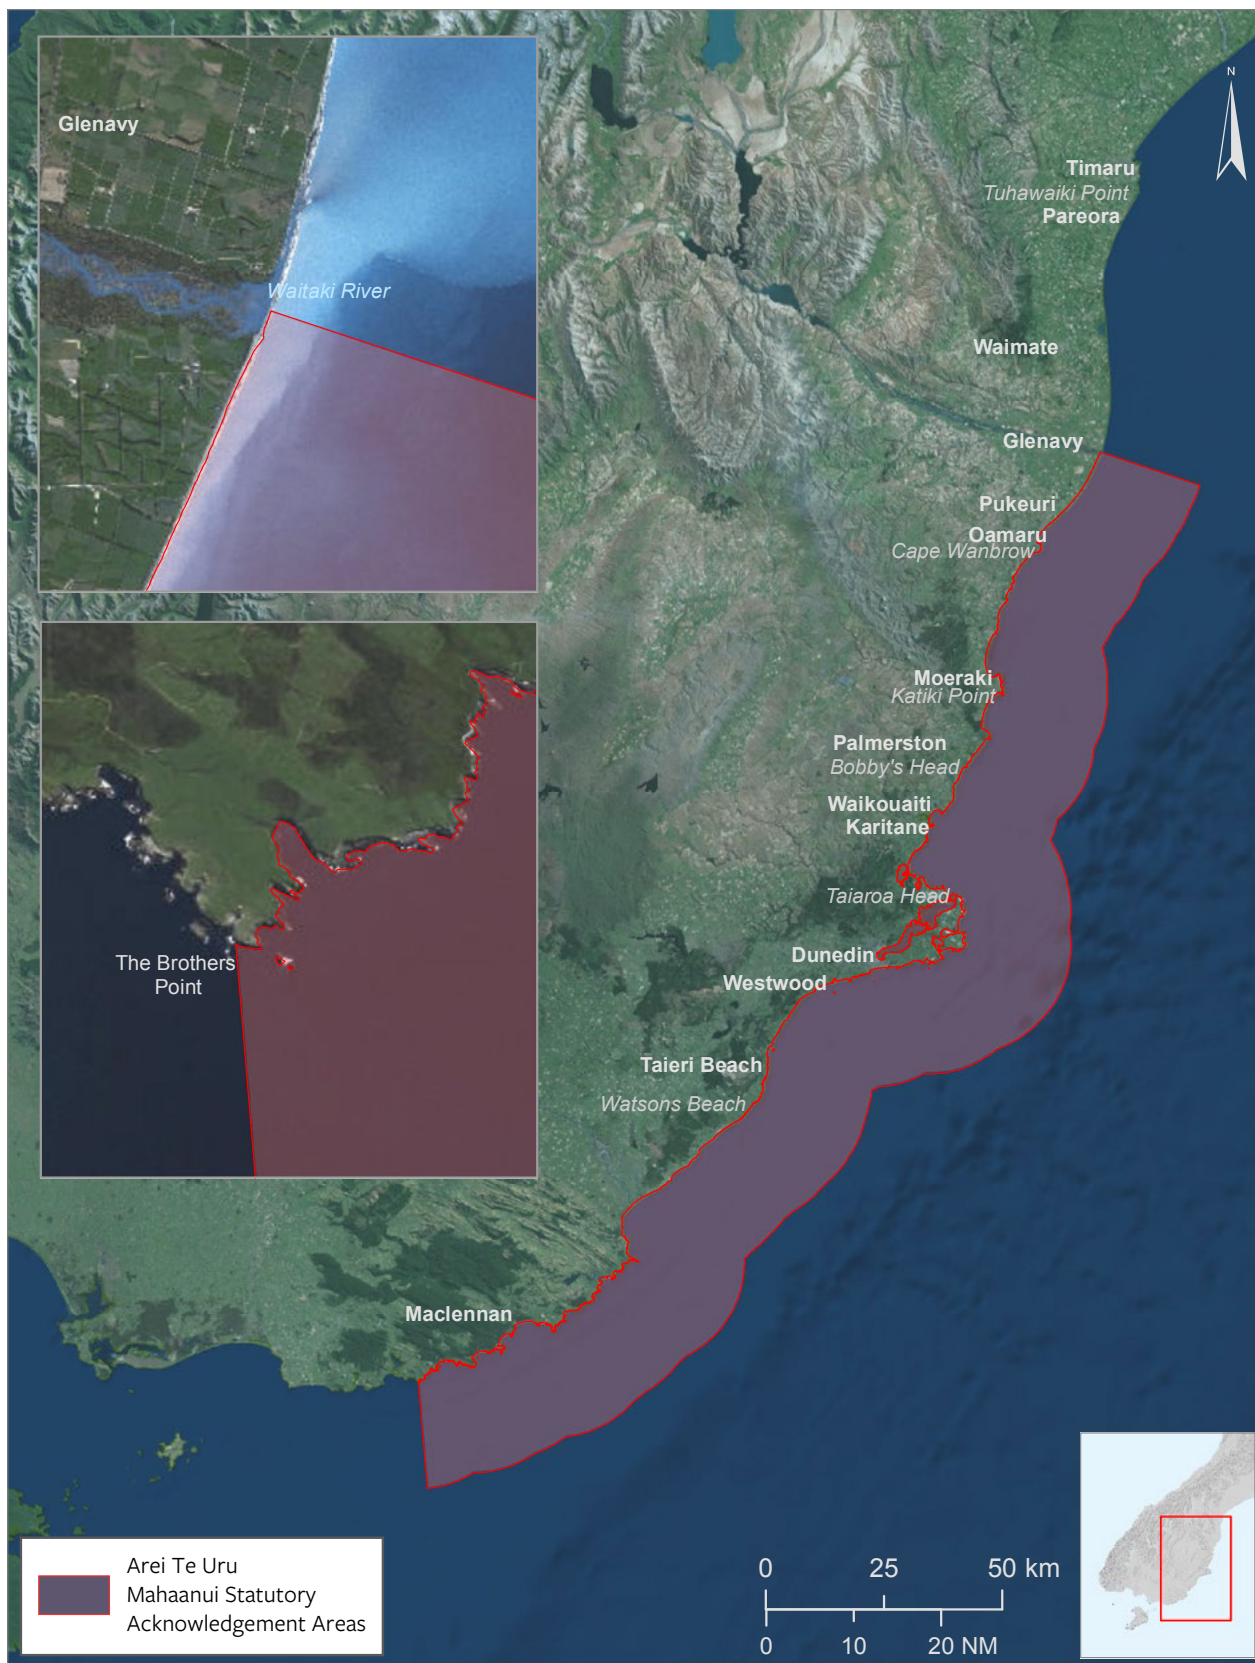 N
Glenavy
Waitaki River
Timaru
Tuhawaiki Point
Pareora
Waimate
Glenavy
Pukeuri
Oamaru
Cape Wanbrow
Moeraki
Katiki Point
Palmerston
Bobby's Head
Waikouaiti
Karitane
Taiaroa Head
Dunedin
Westwood
Taieri Beach
Watsons Beach
The Brothers
Point
Maclennan
Arei Te Uru
Mahaanui Statutory
Acknowledgement Areas
0 25 50 km
0 10 20 NM